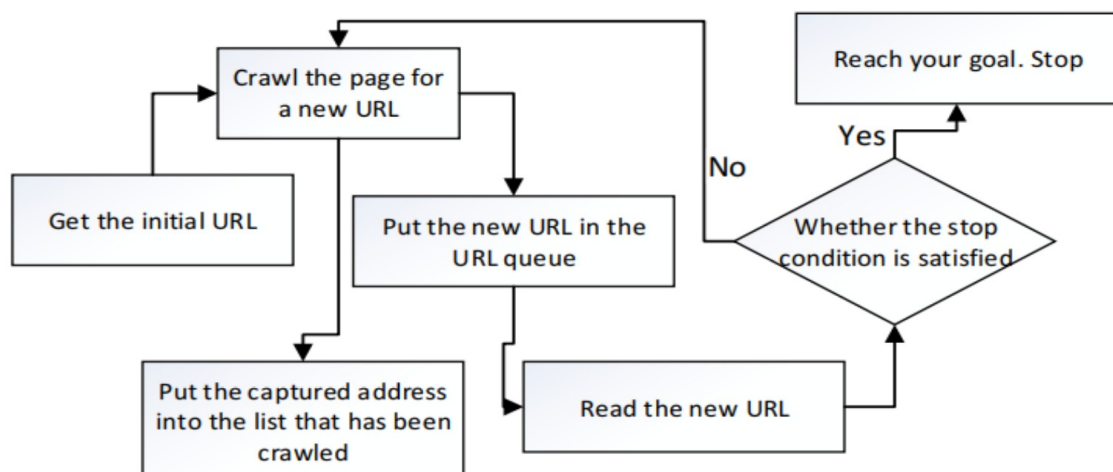 Reach your goal. Stop
Crawl the page for
a new URL
Yes
No
Get the initial URL
Put the new URL in the
URL queue
Whether the stop
condition is satisfied
Put the captured address
into the list that has been
crawled
Read the new URL